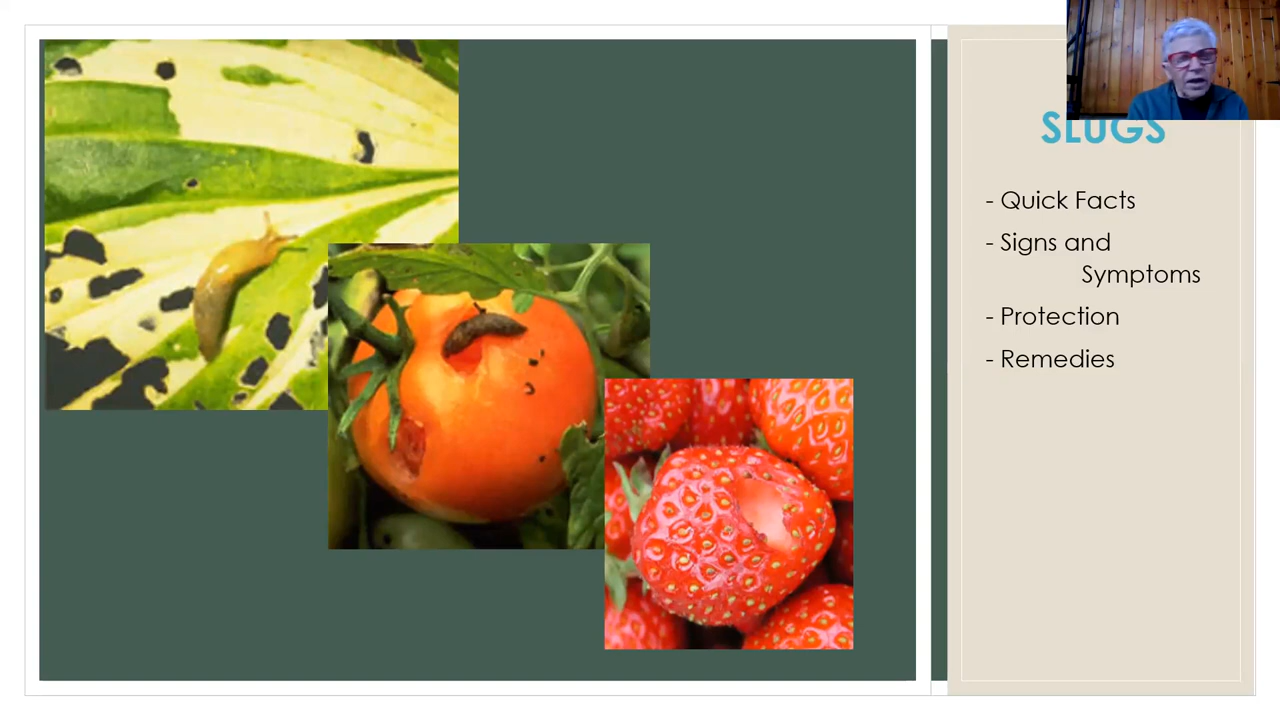 SLUGS
- Quick Facts
- Signs and
Symptoms
- Protection
- Remedies